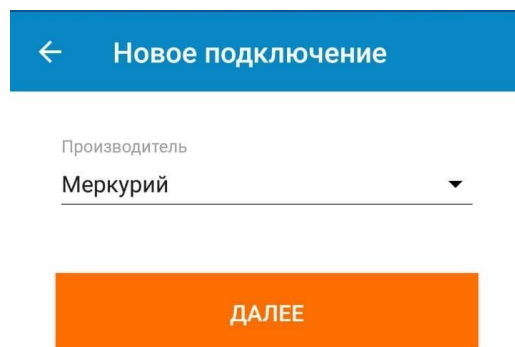 Новое подключение
Производитель
Меркурий
ДАЛЕЕ